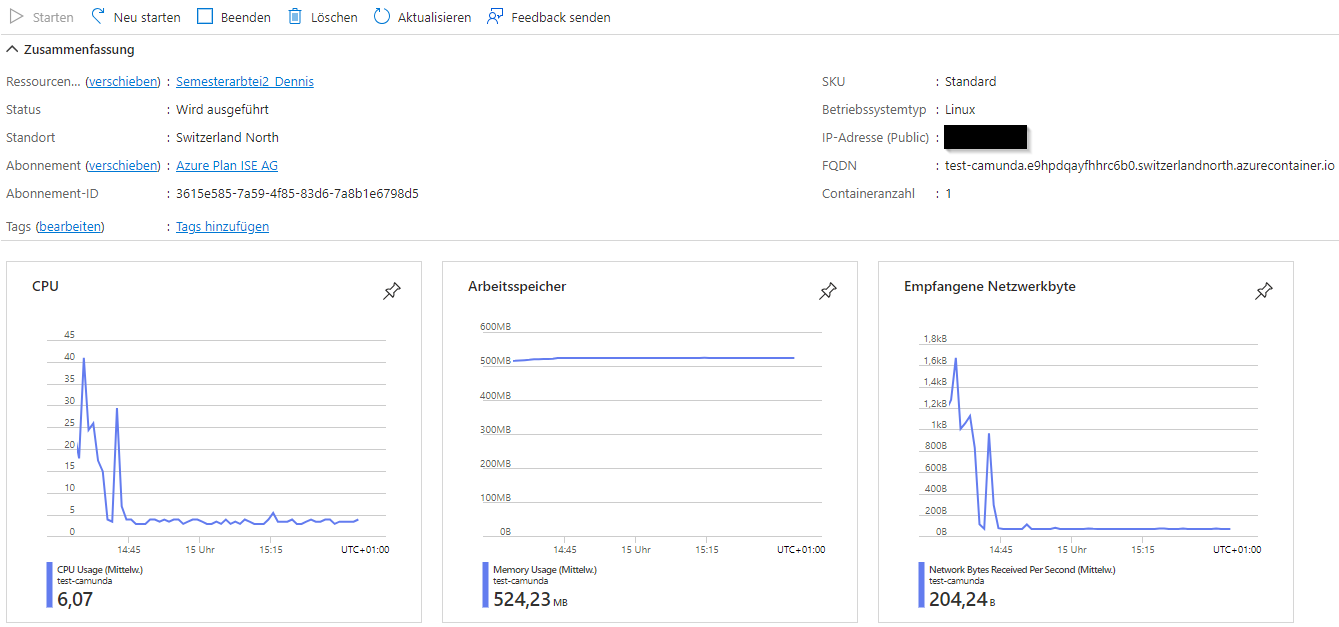 Starten Neu starten Beenden Löschen Aktualisieren Feedback senden
Zusammenfassung
Ressourcen... (verschieben) : Semesterarbtei2_Dennis
Status : Wird ausgeführt
Standort : Switzerland North
Abonnement (verschieben) : Azure Plan ISE AG
Abonnement-ID : 3615e585-7a59-4f85-83d6-7a8b1e6798d5
Tags (bearbeiten) : Tags hinzufügen
SKU : Standard
Betriebssystemtyp : Linux
IP-Adresse (Public) :
FQDN : test-camunda.e9hpdqayfhhrc6b0.switzerlandnorth.azurecontainer.io
Containeranzahl : 1
CPU
45
40
35
30
25
20
15
10
5
0
14:45 15 Uhr 15:15 UTC+01:00
CPU Usage (Mittelw.)
test-camunda
6,07
Arbeitsspeicher
600MB
500MB
400MB
300MB
200MB
100MB
0B
14:45 15 Uhr 15:15 UTC+01:00
Memory Usage (Mittelw.)
test-camunda
524,23 MB
Empfangene Netzwerkbyte
1,8kB
1,6kB
1,4kB
1,2kB
1kB
800B
600B
400B
200B
0B
14:45 15 Uhr 15:15 UTC+01:00
Network Bytes Received Per Second (Mittelw.)
test-camunda
204,24 B